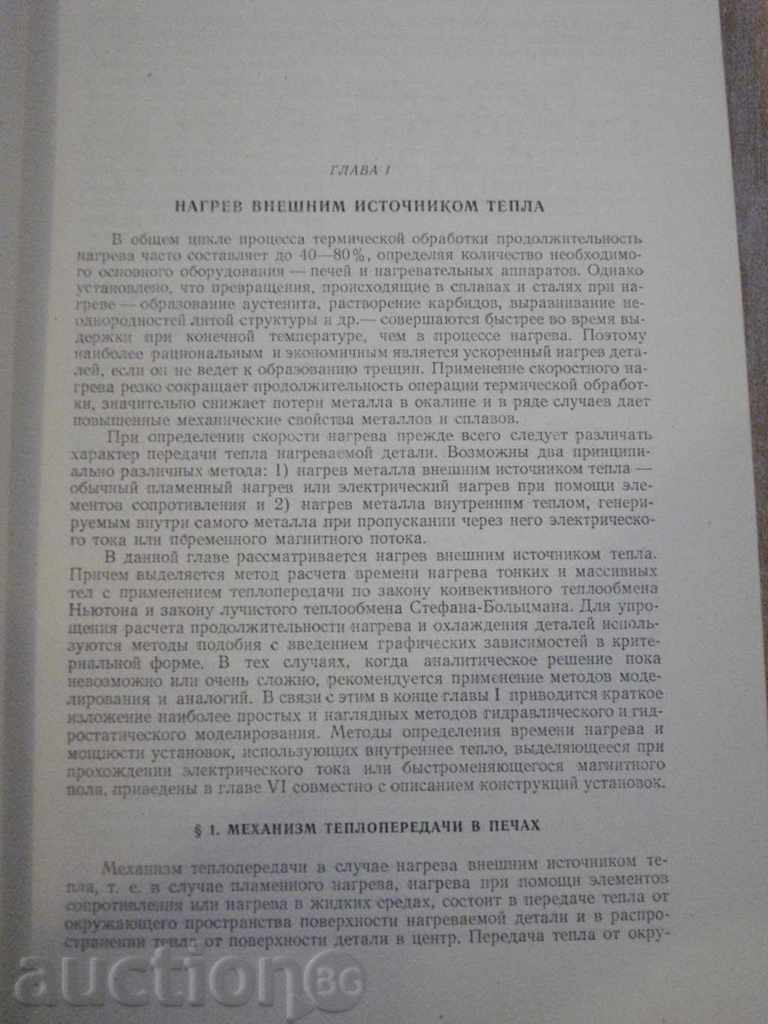 ГЛАВА I
НАГРЕВ ВНЕШНИМ ИСТОЧНИКОМ ТЕПЛА
В общем цикле процесса термической обработки продолжительность
нагрева часто составляет до 40—80%, определяя количество необходимо-
го основного оборудования — печей и нагревательных аппаратов. Однако
установлено, что превращения, происходящие в сплавах и сталях при на-
греве — образование аустенита, растворение карбидов, выравнивание не-
однородностей литой структуры и др.— совершаются быстрее во время вы-
держки при конечной температуре, чем в процессе нагрева. Поэтому
наиболее рациональным и экономичным является ускоренный нагрев дета-
лей, если он не ведет к образованию трещин. Применение скоростного на-
грева резко сокращает продолжительность операции термической обработ-
ки, значительно снижает потери металла в окалине и в ряде случаев дает
повышенные механические свойства металлов и сплавов.
При определении скорости нагрева прежде всего следует различать
характер передачи тепла нагреваемой детали. Возможны два принципи-
ально различных метода: 1) нагрев металла внешним источником тепла —
обычный пламенный нагрев или электрический нагрев при помощи эле-
ментов сопротивления и 2) нагрев металла внутренним теплом, генери-
руемым внутри самого металла при пропускании через него электрическо-
го тока или переменного магнитного потока.
В данной главе рассматривается нагрев внешним источником тепла.
Причем выделяется метод расчета времени нагрева тонких и массивных
тел с применением теплопередачи по закону конвективного теплообмена
Ньютона и закону лучистого теплообмена Стефана-Больцмана. Для упро-
щения расчета продолжительности нагрева и охлаждения деталей исполь-
зуются методы подобия с введением графических зависимостей в крите-
риальной форме. В тех случаях, когда аналитическое решение пока
невозможно или очень сложно, рекомендуется применение методов моде-
лирования и аналогий. В связи с этим в конце главы I приводится краткое
изложение наиболее простых и наглядных методов гидравлического и гид-
ростатического моделирования. Методы определения времени нагрева и
мощности установок, использующих внутреннее тепло, выделяющееся при
прохождении электрического тока или быстроменяющегося магнитного
поля, приведены в главе VI совместно с описанием конструкций установок.
§ 1. МЕХАНИЗМ ТЕПЛОПЕРЕДАЧИ В ПЕЧАХ
Механизм теплопередачи в случае нагрева внешним источником те-
пла, т. е. в случае пламенного нагрева, нагрева при помощи элементов
сопротивления или нагрева в жидких средах, состоит в передаче тепла от
окружающего пространства поверхности нагреваемой детали и в распро-
странении тепла от поверхности детали в центр. Передача тепла от окру-
auction BG